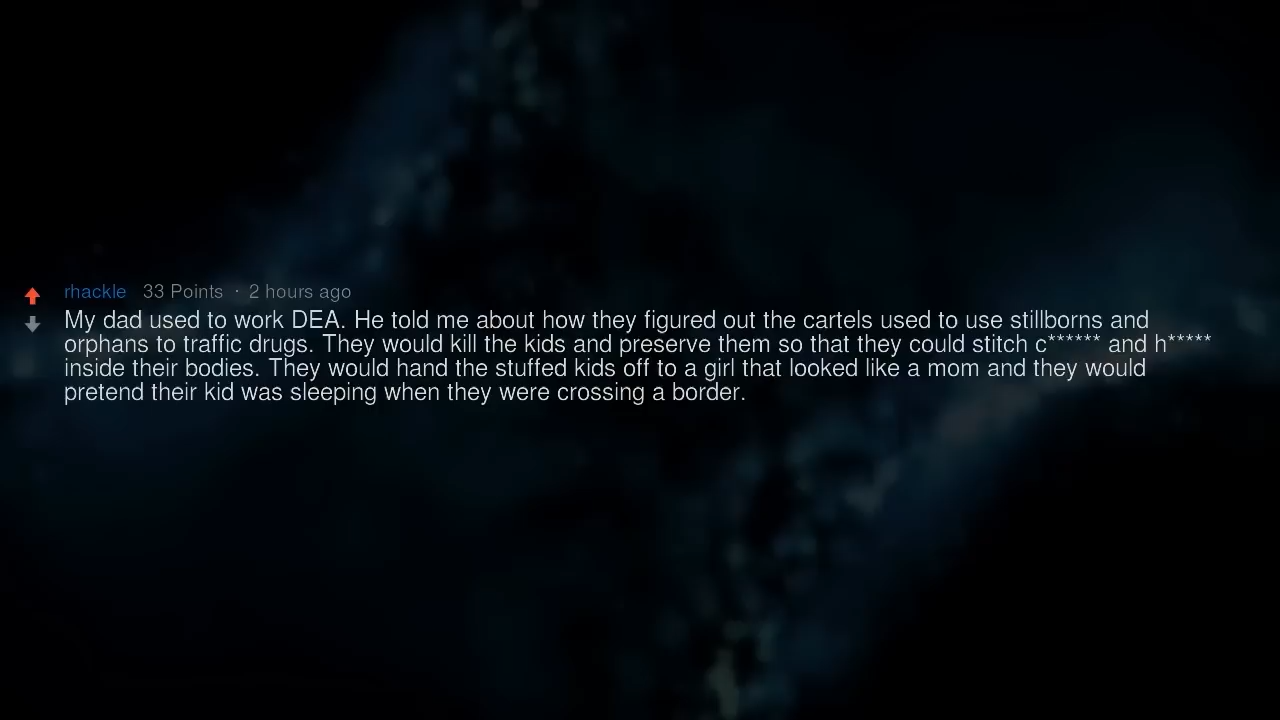 rhackle 33 Points · 2 hours ago
My dad used to work DEA. He told me about how they figured out the cartels used to use stillborns and
orphans to traffic drugs. They would kill the kids and preserve them so that they could stitch c****** and h*****
inside their bodies. They would hand the stuffed kids off to a girl that looked like a mom and they would
pretend their kid was sleeping when they were crossing a border.